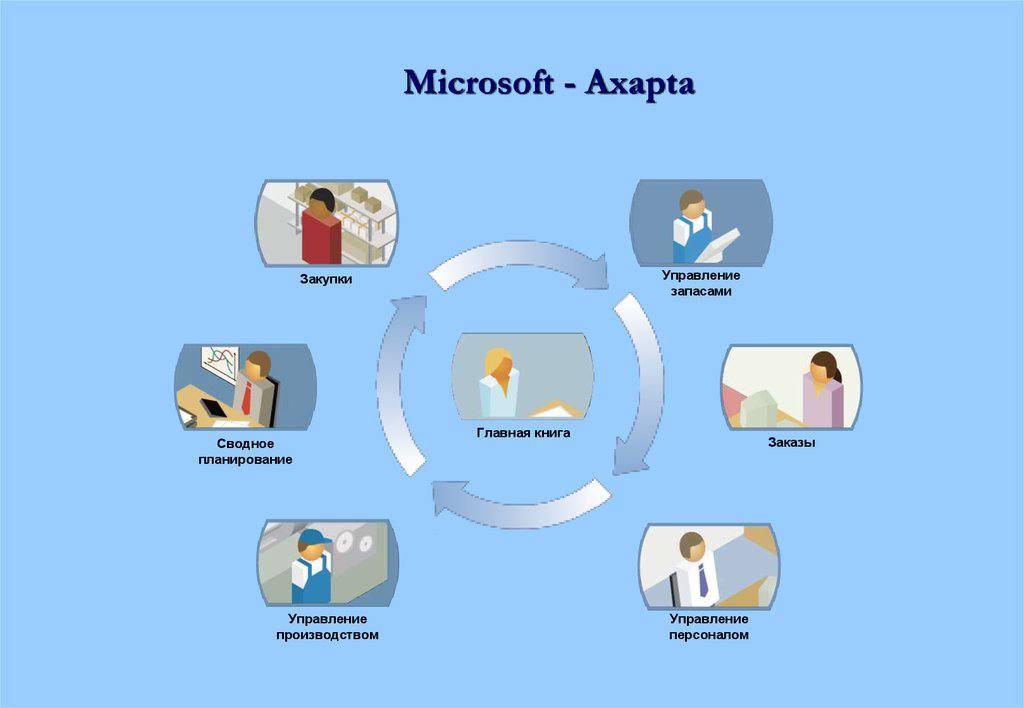 Microsoft - Axapta
Закупки
Управление
запасами
Главная книга
Сводное
планирование
Заказы
Управление
производством
Управление
персоналом